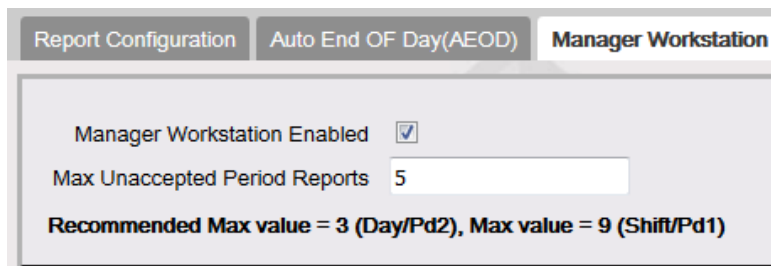 Report Configuration Auto End OF Day(AEOD) Manager Workstation
Manager Workstation Enabled
Max Unaccepted Period Reports 5
Recommended Max value = 3 (Day/Pd2), Max value = 9 (Shift/Pd1)